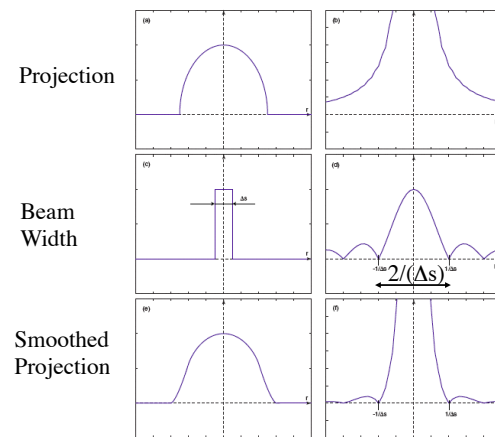 Projection
(a)
r
(b)
Beam
Width
(c)
Δs
(d)
-1/Δs
1/Δs
2/(Δs)
Smoothed
Projection
(e)
r
(f)
-1/Δs
1/Δs